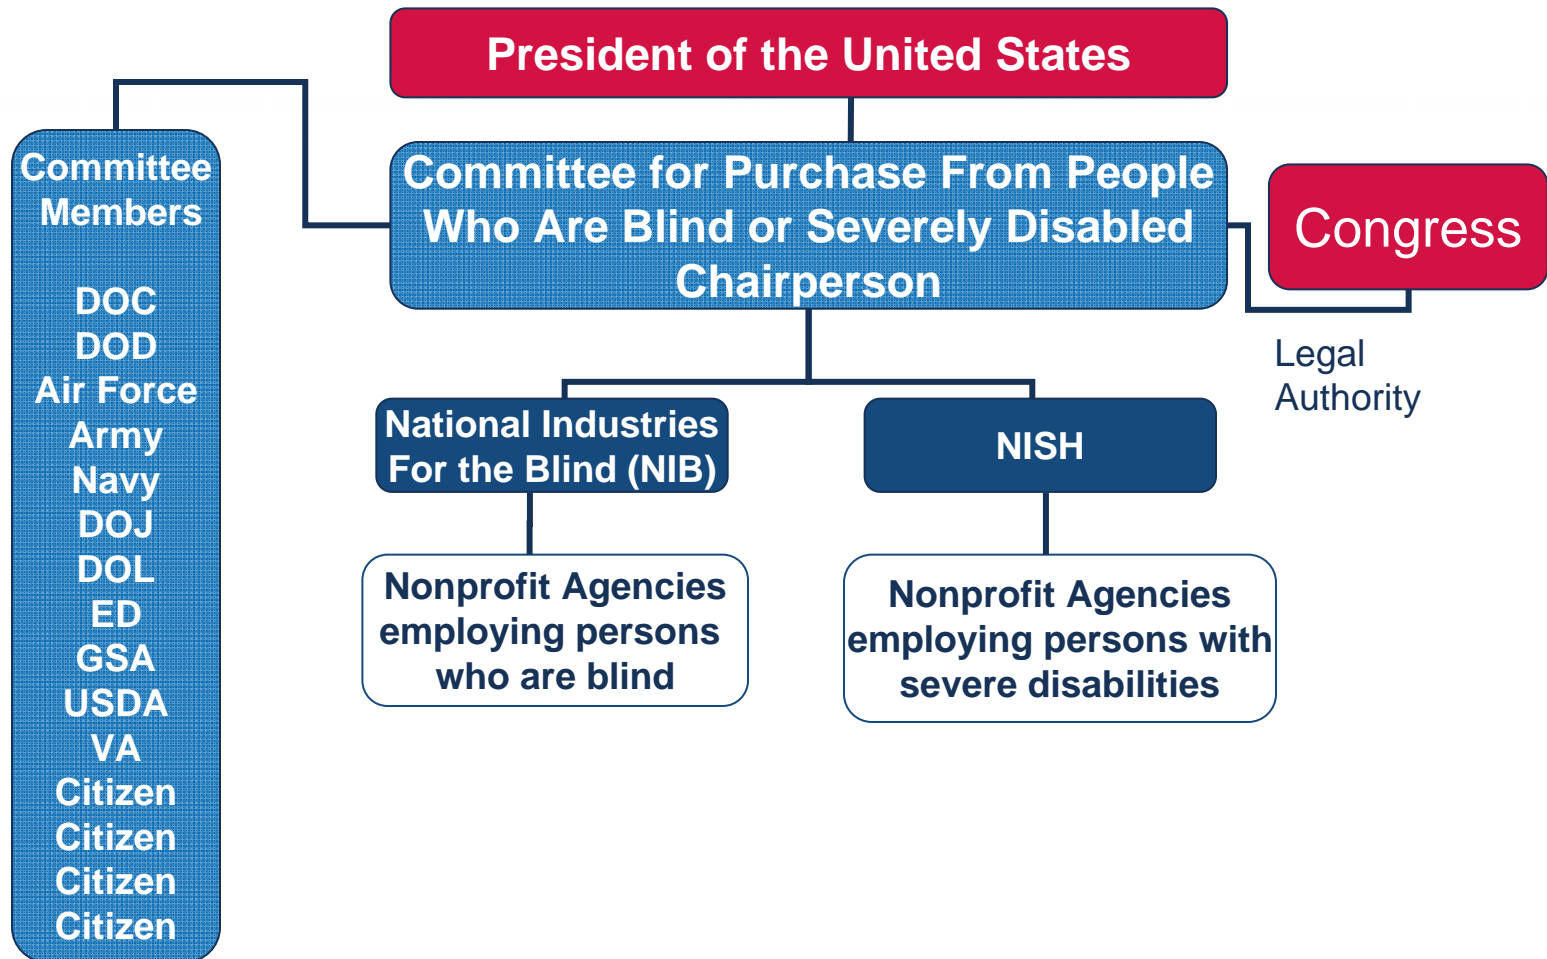 President of the United States
Committee
Members
DOC
DOD
Air Force
Army
Navy
DOJ
DOL
ED
GSA
USDA
VA
Citizen
Citizen
Citizen
Citizen
Committee for Purchase From People
Who Are Blind or Severely Disabled
Chairperson
Congress
Legal
Authority
National Industries
For the Blind (NIB)
NISH
Nonprofit Agencies
employing persons
who are blind
Nonprofit Agencies
employing persons with
severe disabilities